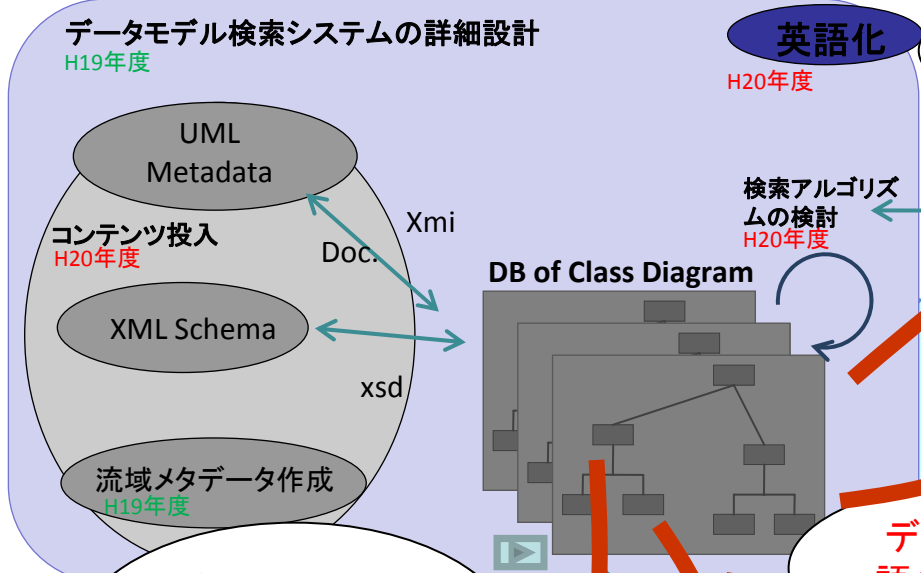 データモデル検索システムの詳細設計
H19年度
英語化
H20年度
UML
Metadata
コンテンツ投入
H20年度
Xmi
Doc.
検索アルゴリズ
ムの検討
H20年度
DB of Class Diagram
XML Schema
xsd
流域メタデータ作成
H19年度
デ